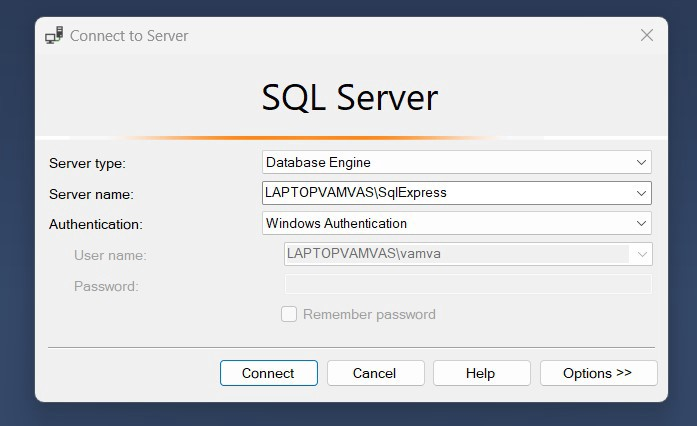 Connect to Server
SQL Server
Server type: Database Engine
Server name: LAPTOPVAMVAS\SqlExpress
Authentication: Windows Authentication
User name: LAPTOPVAMVAS\vamva
Password:
Remember password
Connect Cancel Help Options >>